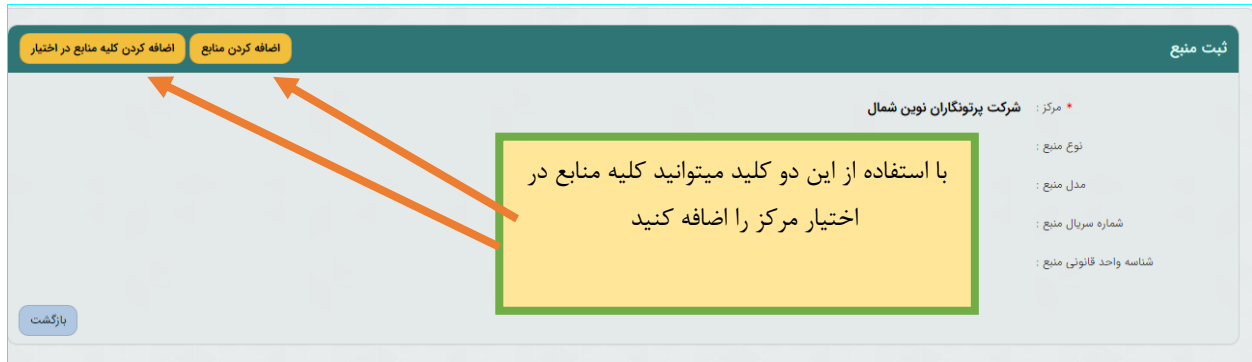 ثبت منبع
اضافه کردن منابع
اضافه کردن کلیه منابع در اختیار
* مرکز : شرکت پرتونگاران نوین شمال
نوع منبع :
مدل منبع :
شماره سریال منبع :
شناسه واحد قانونی منبع :
با استفاده از این دو کلید میتوانید کلیه منابع در
اختیار مرکز را اضافه کنید
بازگشت